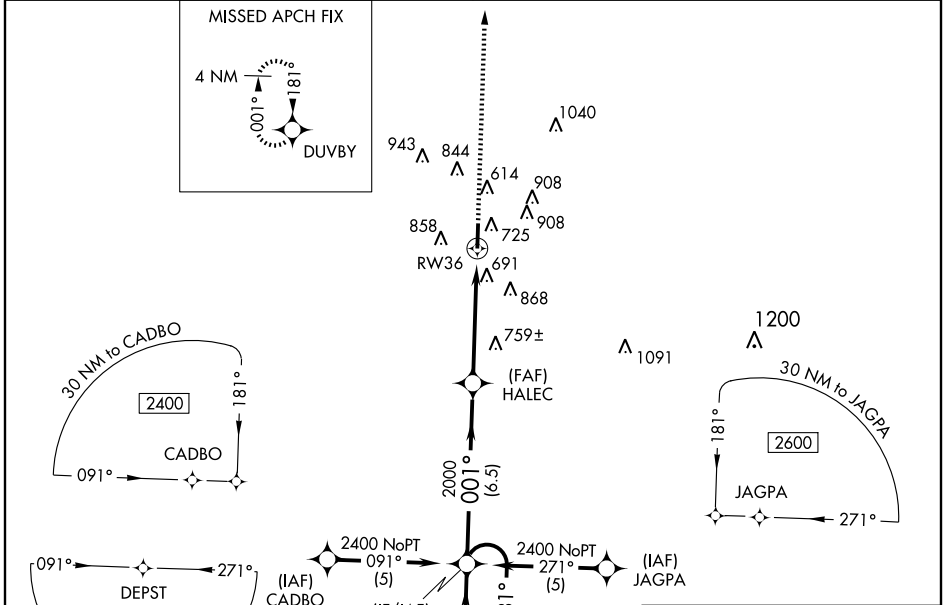 MISSED APCH FIX
4 NM
001°
181°
DUVBY
1040
943
844
614
908
908
858
725
RW36
691
868
759±
1091
1200
(FAF)
HALEC
30 NM to CADBO
2400
181°
091°
CADBO
30 NM to JAGPA
181°
2600
JAGPA
271°
2000
001°
(6.5)
2400 NoPT
091°
(5)
2400 NoPT
271°
(5)
(IAF)
CADBO
(IAF)
JAGPA
091°
271°
DEPST